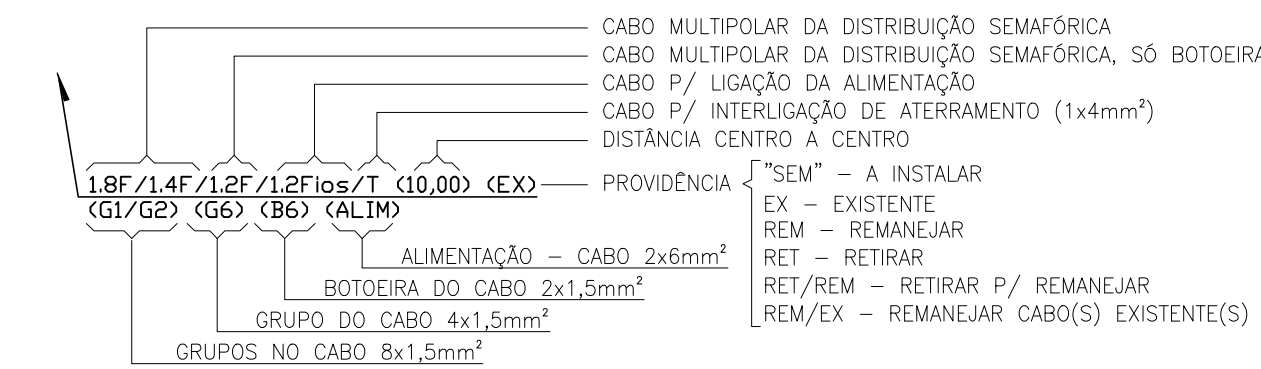 CABO MULTIPOLAR DA DISTRIBUIÇÃO SEMAFÓRICA
CABO MULTIPOLAR DA DISTRIBUIÇÃO SEMAFÓRICA, SÓ BOTOEIRA
CABO P/ LIGAÇÃO DA ALIMENTAÇÃO
CABO P/ INTERLIGAÇÃO DE ATERRAMENTO (1x4mm²)
DISTÂNCIA CENTRO A CENTRO
1.8F/1.4F/1.2F/1.2Fios/T (10,00) (EX)
PROVIDÊNCIA
"SEM" – A INSTALAR
EX – EXISTENTE
REM – REMANEJAR
RET – RETIRAR
RET/REM – RETIRAR P/ REMANEJAR
REM/EX – REMANEJAR CABO(S) EXISTENTE(S)
(G1/G2) (G6) (B6) (ALIM)
ALIMENTAÇÃO – CABO 2x6mm²
BOTOEIRA DO CABO 2x1,5mm²
GRUPO DO CABO 4x1,5mm²
GRUPOS NO CABO 8x1,5mm²